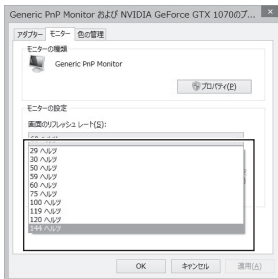 Generic PnP Monitor および NVIDIA GeForce GTX 1070のプ...
アダプター モニター 色の管理
モニターの種類
Generic PnP Monitor
プロパティ(P)
モニターの設定
画面のリフレッシュ レート(S):
60 ヘルツ
29 ヘルツ
30 ヘルツ
50 ヘルツ
59 ヘルツ
60 ヘルツ
75 ヘルツ
100 ヘルツ
119 ヘルツ
120 ヘルツ
144 ヘルツ
OK キャンセル 適用(A)